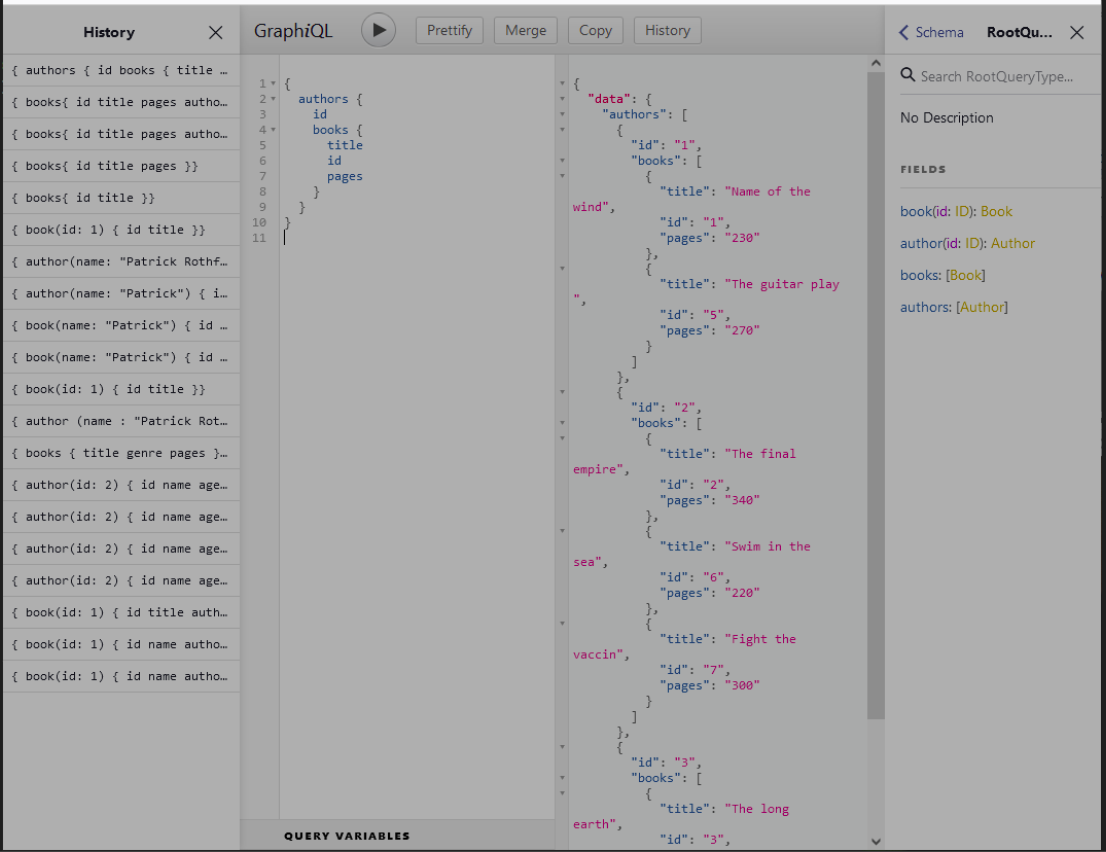 History
{ authors { id books { title …
{ books{ id title pages autho…
{ books{ id title pages autho…
{ books{ id title pages }}
{ books{ id title }}
{ book(id: 1) { id title }}
{ author(name: "Patrick Rothf…
{ author(name: "Patrick") { i…
{ book(name: "Patrick") { id …
{ book(name: "Patrick") { id …
{ book(id: 1) { id title }}
{ author (name : "Patrick Rot…
{ books { title genre pages }…
{ author(id: 2) { id name age…
{ author(id: 2) { id name age…
{ author(id: 2) { id name age…
{ author(id: 2) { id name age…
{ book(id: 1) { id title auth…
{ book(id: 1) { id name autho…
{ book(id: 1) { id name autho…
GraphiQL
Prettify
Merge
Copy
History
1 {
2 authors {
3 id
4 books {
5 title
6 id
7 pages
8 }
9 }
10 }
11
QUERY VARIABLES
{
"data": {
"authors": [
{
"id": "1",
"books": [
{
"title": "Name of the
wind",
"id": "1",
"pages": "230"
},
{
"title": "The guitar play
",
"id": "5",
"pages": "270"
}
]
},
{
"id": "2",
"books": [
{
"title": "The final
empire",
"id": "2",
"pages": "340"
},
{
"title": "Swim in the
sea",
"id": "6",
"pages": "220"
},
{
"title": "Fight the
vaccin",
"id": "7",
"pages": "300"
}
]
},
{
"id": "3",
"books": [
{
"title": "The long
earth",
"id": "3",
Schema
RootQu...
Search RootQueryType...
No Description
FIELDS
book(id: ID): Book
author(id: ID): Author
books: [Book]
authors: [Author]